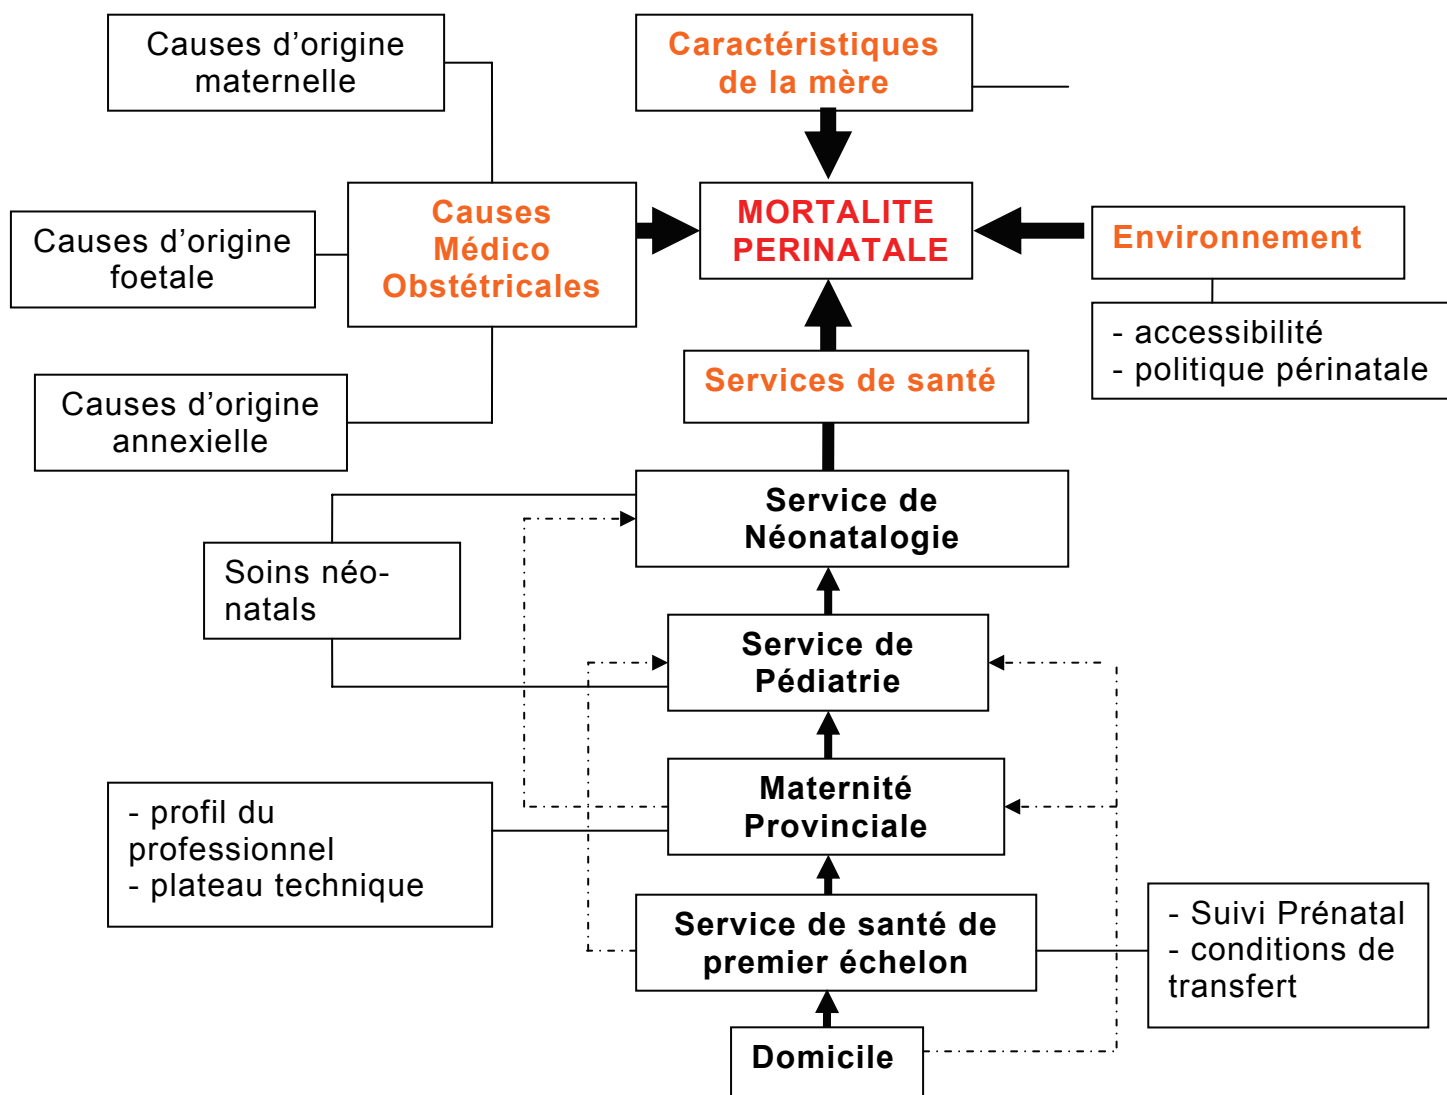 Causes d'origine
maternelle
Caractéristiques
de la mère
Causes d'origine
foetale
Causes
Médico
Obstétricales
MORTALITE
PERINATALE
Environnement
- accessibilité
- politique périnatale
Causes d'origine
annexielle
Services de santé
Service de
Néonatalogie
Soins néo-
natals
Service de
Pédiatrie
- profil du
professionnel
- plateau technique
Maternité
Provinciale
Service de santé de
premier échelon
- Suivi Prénatal
- conditions de
transfert
Domicile